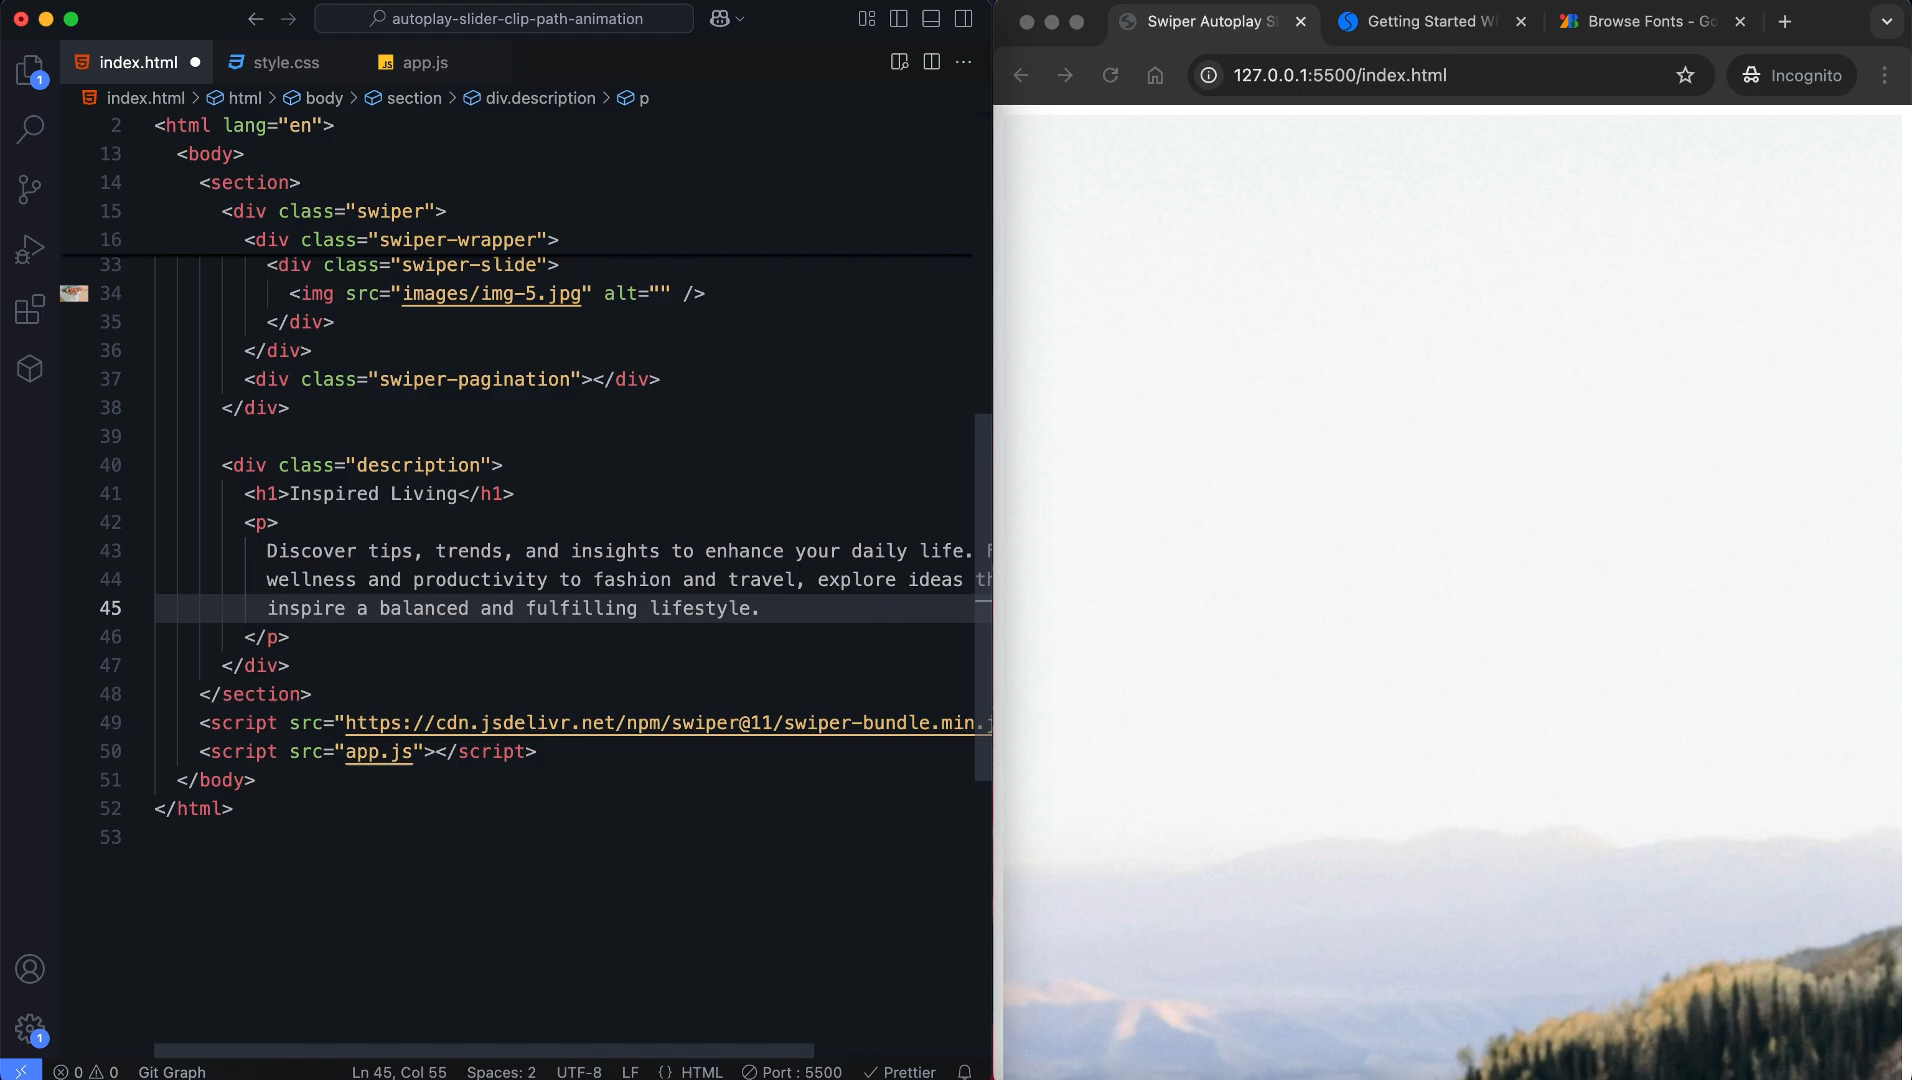 autoplay-slider-clip-path-animation
index.html
style.css
JS app.js
index.html > html > body > section > div.description > p
2 <html lang="en">
13 <body>
14 <section>
15 <div class="swiper">
16 <div class="swiper-wrapper">
33 <div class="swiper-slide">
34 <img src="images/img-5.jpg" alt="" />
35 </div>
36 </div>
37 <div class="swiper-pagination"></div>
38 </div>
39
40 <div class="description">
41 <h1>Inspired Living</h1>
42 <p>
43 Discover tips, trends, and insights to enhance your daily life.
44 wellness and productivity to fashion and travel, explore ideas
45 inspire a balanced and fulfilling lifestyle.
46 </p>
47 </div>
48 </section>
49 <script src="https://cdn.jsdelivr.net/npm/swiper@11/swiper-bundle.min.
50 <script src="app.js"></script>
51 </body>
52 </html>
53
1
1
0 0 Git Graph Ln 45, Col 55 Spaces: 2 UTF-8 LF {} HTML Port : 5500 Prettier
Swiper Autoplay
Getting Started
Browse Fonts -
127.0.0.1:5500/index.html
Incognito